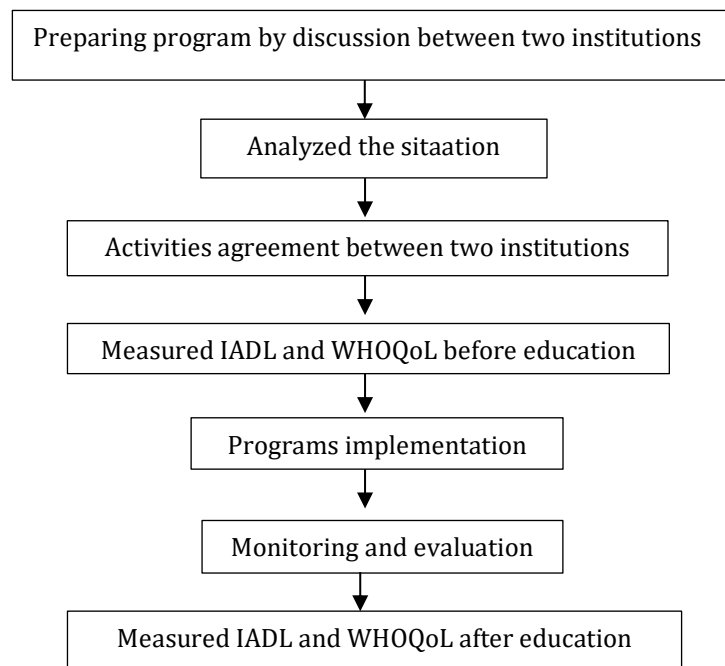 Preparing program by discussion between two institutions
Analyzed the sitaation
Activities agreement between two institutions
Measured IADL and WHOQoL before education
Programs implementation
Monitoring and evaluation
Measured IADL and WHOQoL after education